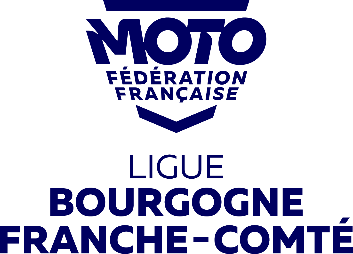 MOTO
FÉDÉRATION
FRANÇAISE
LIGUE
BOURGOGNE
FRANCHE-COMTÉ